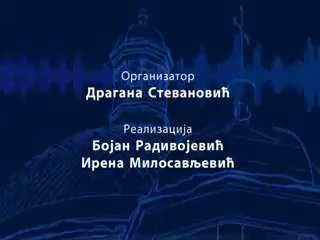 Организатор
Драгана Стевановић
Реализација
Бојан Радивојевић
Ирена Милосављевић